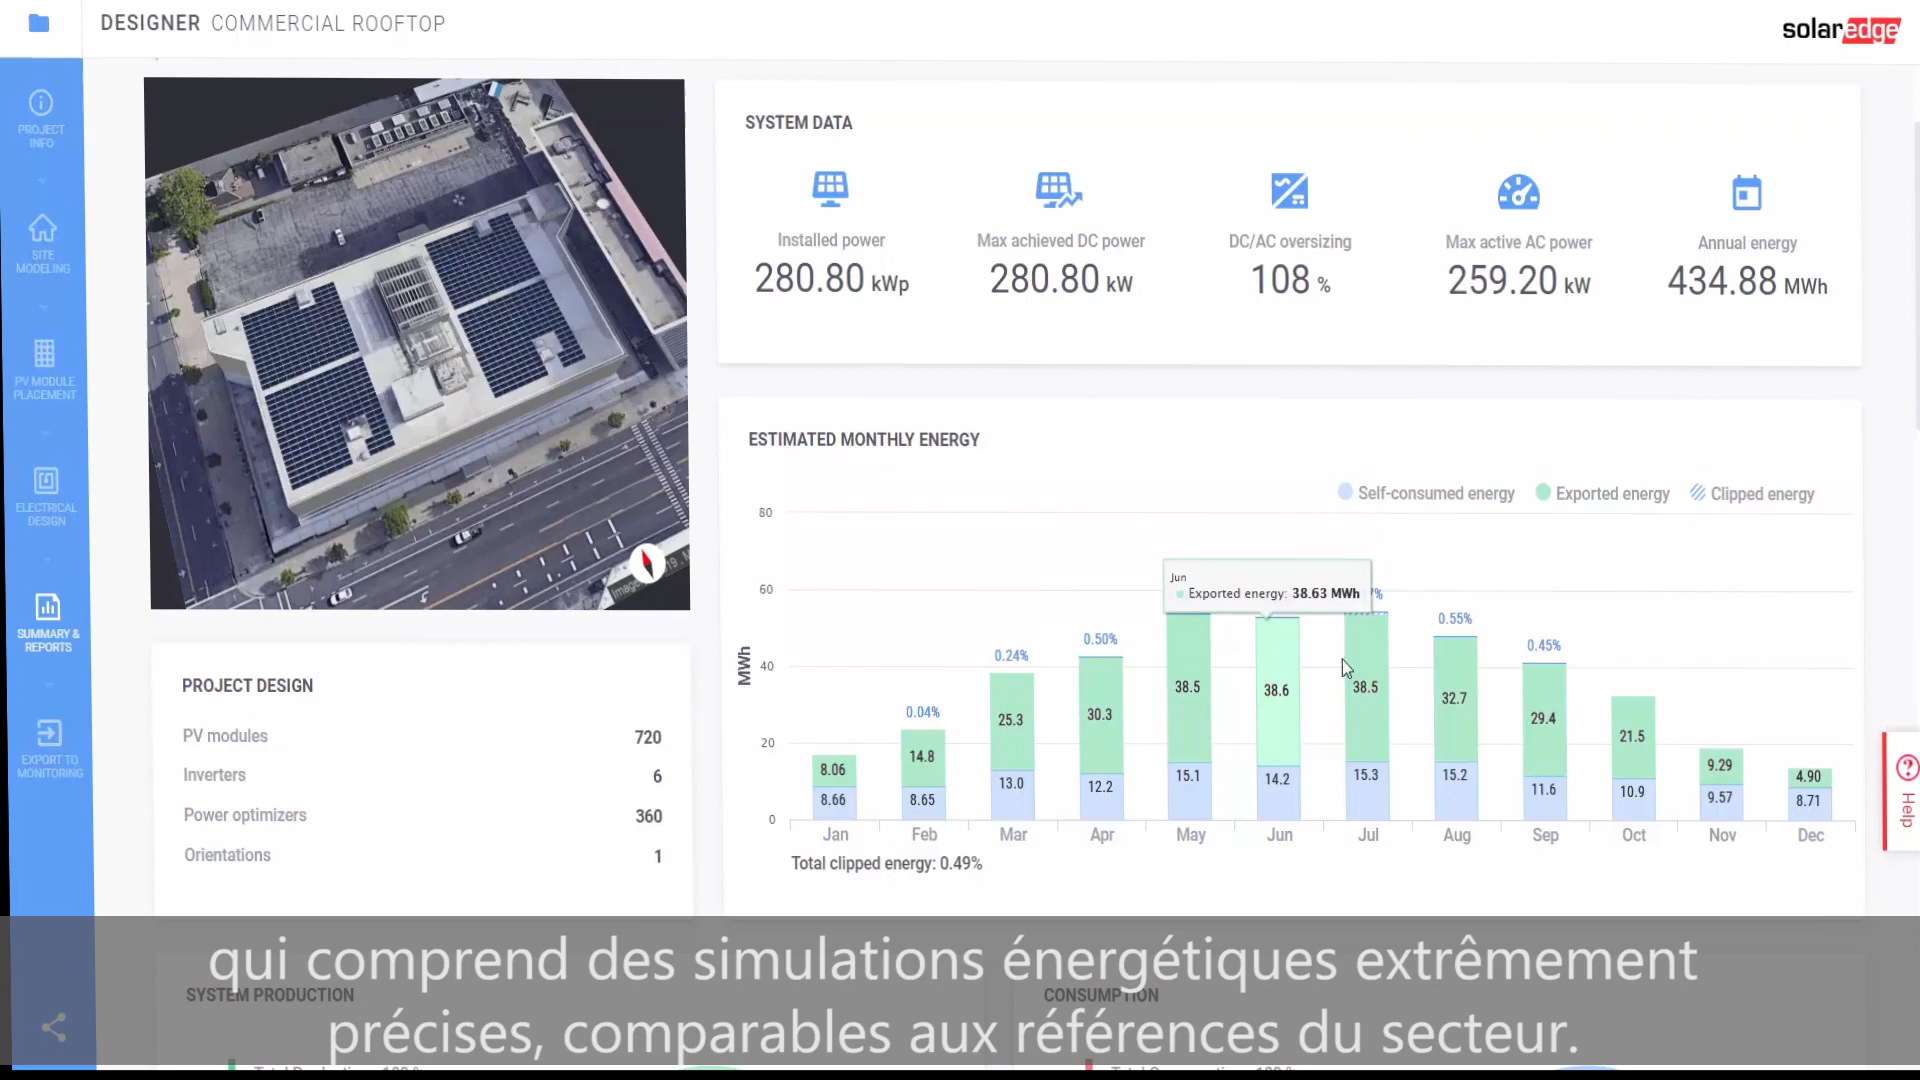 DESIGNER COMMERCIAL ROOFTOP
solaredge
PROJECT
INFO
SITE
MODELING
PV MODULE
PLACEMENT
ELECTRICAL
DESIGN
SUMMARY &
REPORTS
EXPORT TO
MONITORING
SYSTEM DATA
Installed power
280.80 kWp
Max achieved DC power
280.80 kW
DC/AC oversizing
108 %
Max active AC power
259.20 kW
Annual energy
434.88 MWh
PROJECT DESIGN
PV modules 720
Inverters 6
Power optimizers 360
Orientations 1
ESTIMATED MONTHLY ENERGY
Self-consumed energy Exported energy Clipped energy
MWh
80
60
40
20
0
Jun
Exported energy: 38.63 MWh
0.04% 0.24% 0.50% 0.55% 0.45%
8.06 14.8 25.3 30.3 38.5 38.6 38.5 32.7 29.4 21.5 9.29 4.90
8.66 8.65 13.0 12.2 15.1 14.2 15.3 15.2 11.6 10.9 9.57 8.71
Jan Feb Mar Apr May Jun Jul Aug Sep Oct Nov Dec
Total clipped energy: 0.49%
Help
SYSTEM PRODUCTION
CONSUMPTION
qui comprend des simulations énergétiques extrêmement
précises, comparables aux références du secteur.